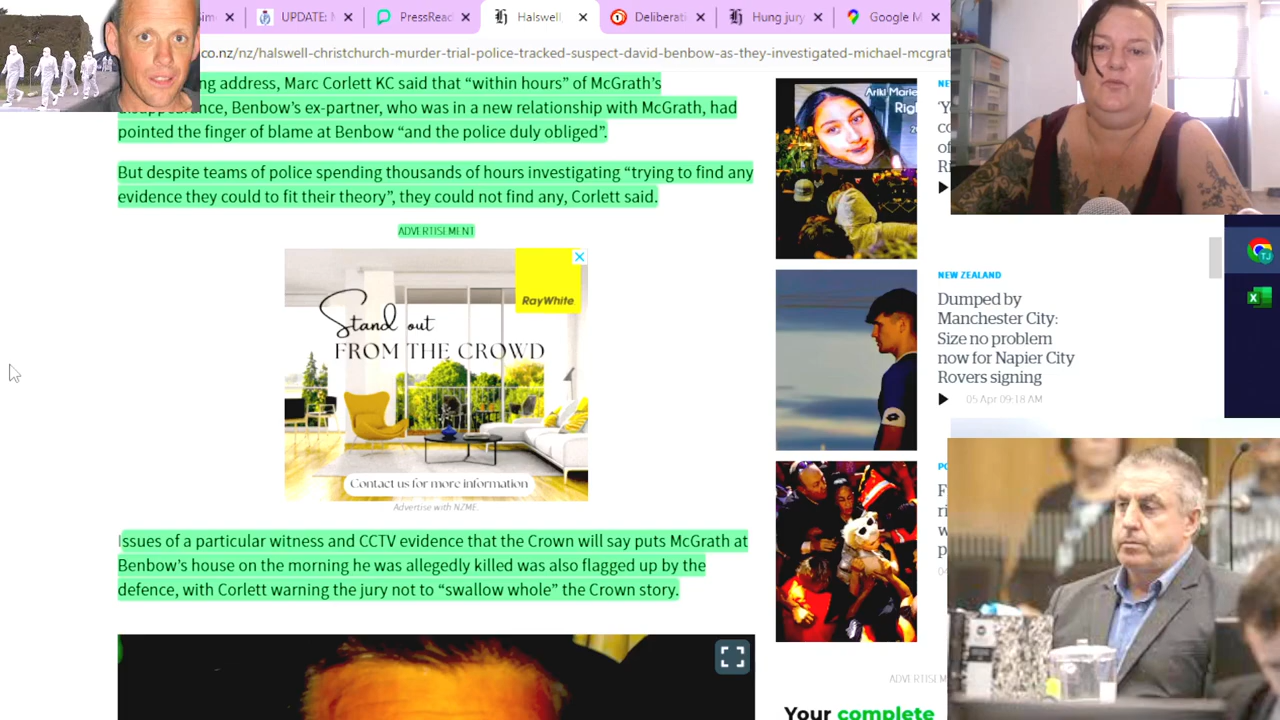 UPDATE: M
PressRead
Halswel
Deliberati
Hung jury
Google M
co.nz/nz/halswell-christchurch-murder-trial-police-tracked-suspect-david-benbow-as-they-investigated-michael-mcgrat
ng address, Marc Corlett KC said that “within hours” of McGrath’s
nce, Benbow’s ex-partner, who was in a new relationship with McGrath, had
pointed the finger of blame at Benbow “and the police duly obliged”.
But despite teams of police spending thousands of hours investigating “trying to find any
evidence they could to fit their theory”, they could not find any, Corlett said.
ADVERTISEMENT
RayWhite
Stand out
FROM THE CROWD
Contact us for more information
Advertise with NZME.
Issues of a particular witness and CCTV evidence that the Crown will say puts McGrath at
Benbow’s house on the morning he was allegedly killed was also flagged up by the
defence, with Corlett warning the jury not to “swallow whole” the Crown story.
Ariki Marie
Rig
NEW ZEALAND
Dumped by
Manchester City:
Size no problem
now for Napier City
Rovers signing
05 Apr 09:18 AM
ADVERTISEM
Your complete
TJ